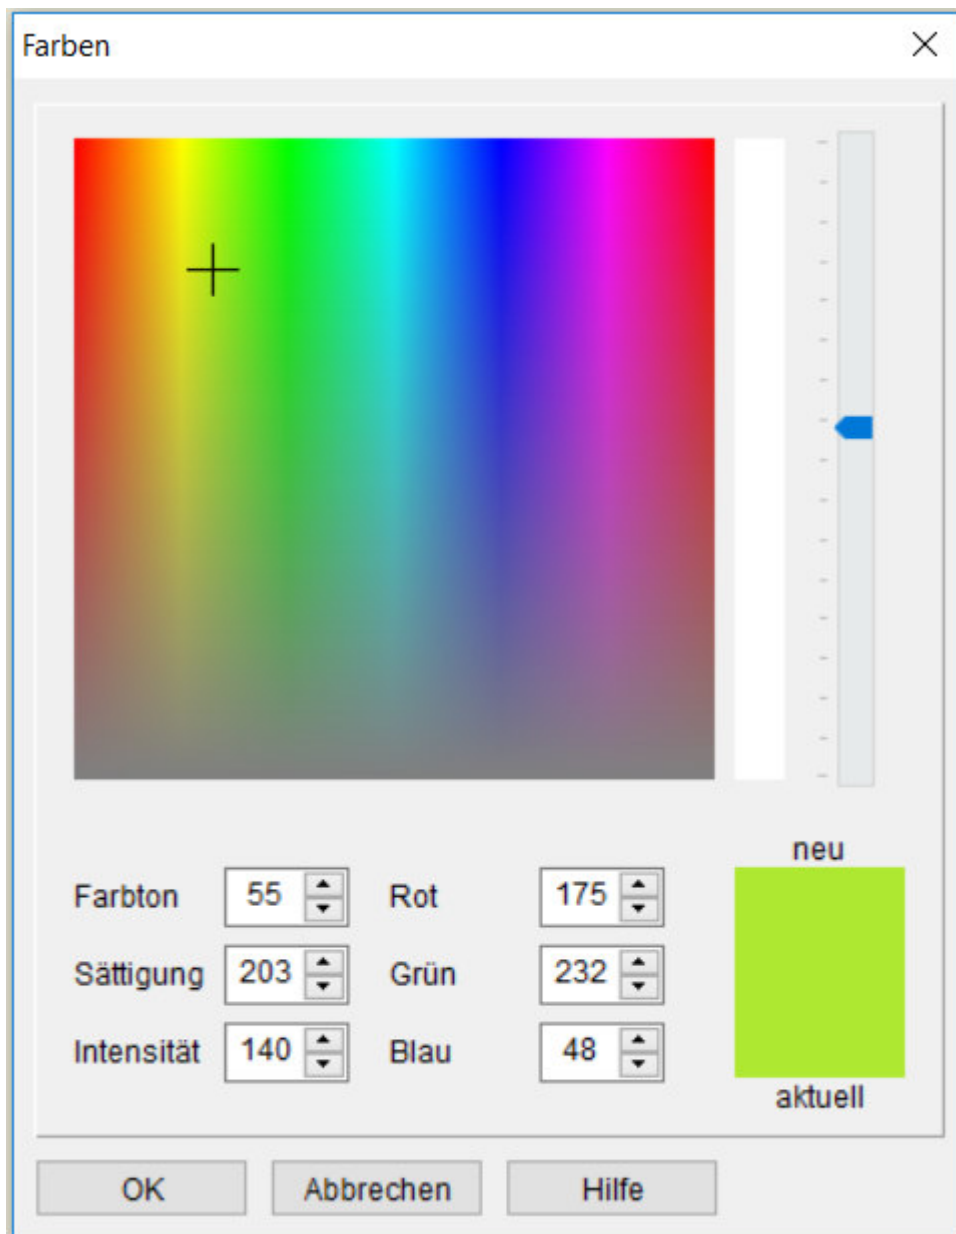 Farben
neu
Farbton 55 Rot 175
Sättigung 203 Grün 232
Intensität 140 Blau 48
aktuell
OK Abbrechen Hilfe